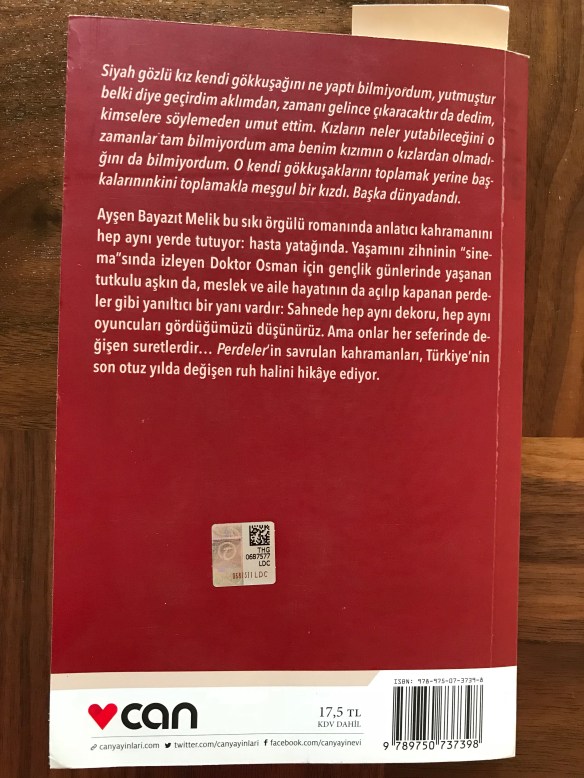 Siyah gözlü kız kendi gökkuşağını ne yaptı bilmiyordum, yutmuştur
belki diye geçirdim aklımdan, zamanı gelince çıkaracaktır da dedim,
kimselere söylemeden umut ettim. Kızların neler yutabileceğini o
zamanlar tam bilmiyordum ama benim kızımın o kızlardan olmadı-
ğını da bilmiyordum. O kendi gökkuşaklarını toplamak yerine baş-
kalarınınkini toplamakla meşgul bir kızdı. Başka dünyadandı.
Ayşen Bayazıt Melik bu sıkı örgülü romanında anlatıcı kahramanını
hep aynı yerde tutuyor: hasta yatağında. Yaşamını zihninin “sine-
ma”sında izleyen Doktor Osman için gençlik günlerinde yaşanan
tutkulu aşkın da, meslek ve aile hayatının da açılıp kapanan perde-
ler gibi yanıltıcı bir yanı vardır: Sahnede hep aynı dekoru, hep aynı
oyuncuları gördüğümüzü düşünürüz. Ama onlar her seferinde de-
ğişen suretlerdir... Perdeler’in savrulan kahramanları, Türkiye’nin
son otuz yılda değişen ruh halini hikâye ediyor.
THG
0687577
LDC
ISBN: 978-975-07-3739-8
can
17,5 TL
KDV DAHİL
canyayinlari.com twitter.com/canyayinlari facebook.com/canyayinevi
9 789750 737398